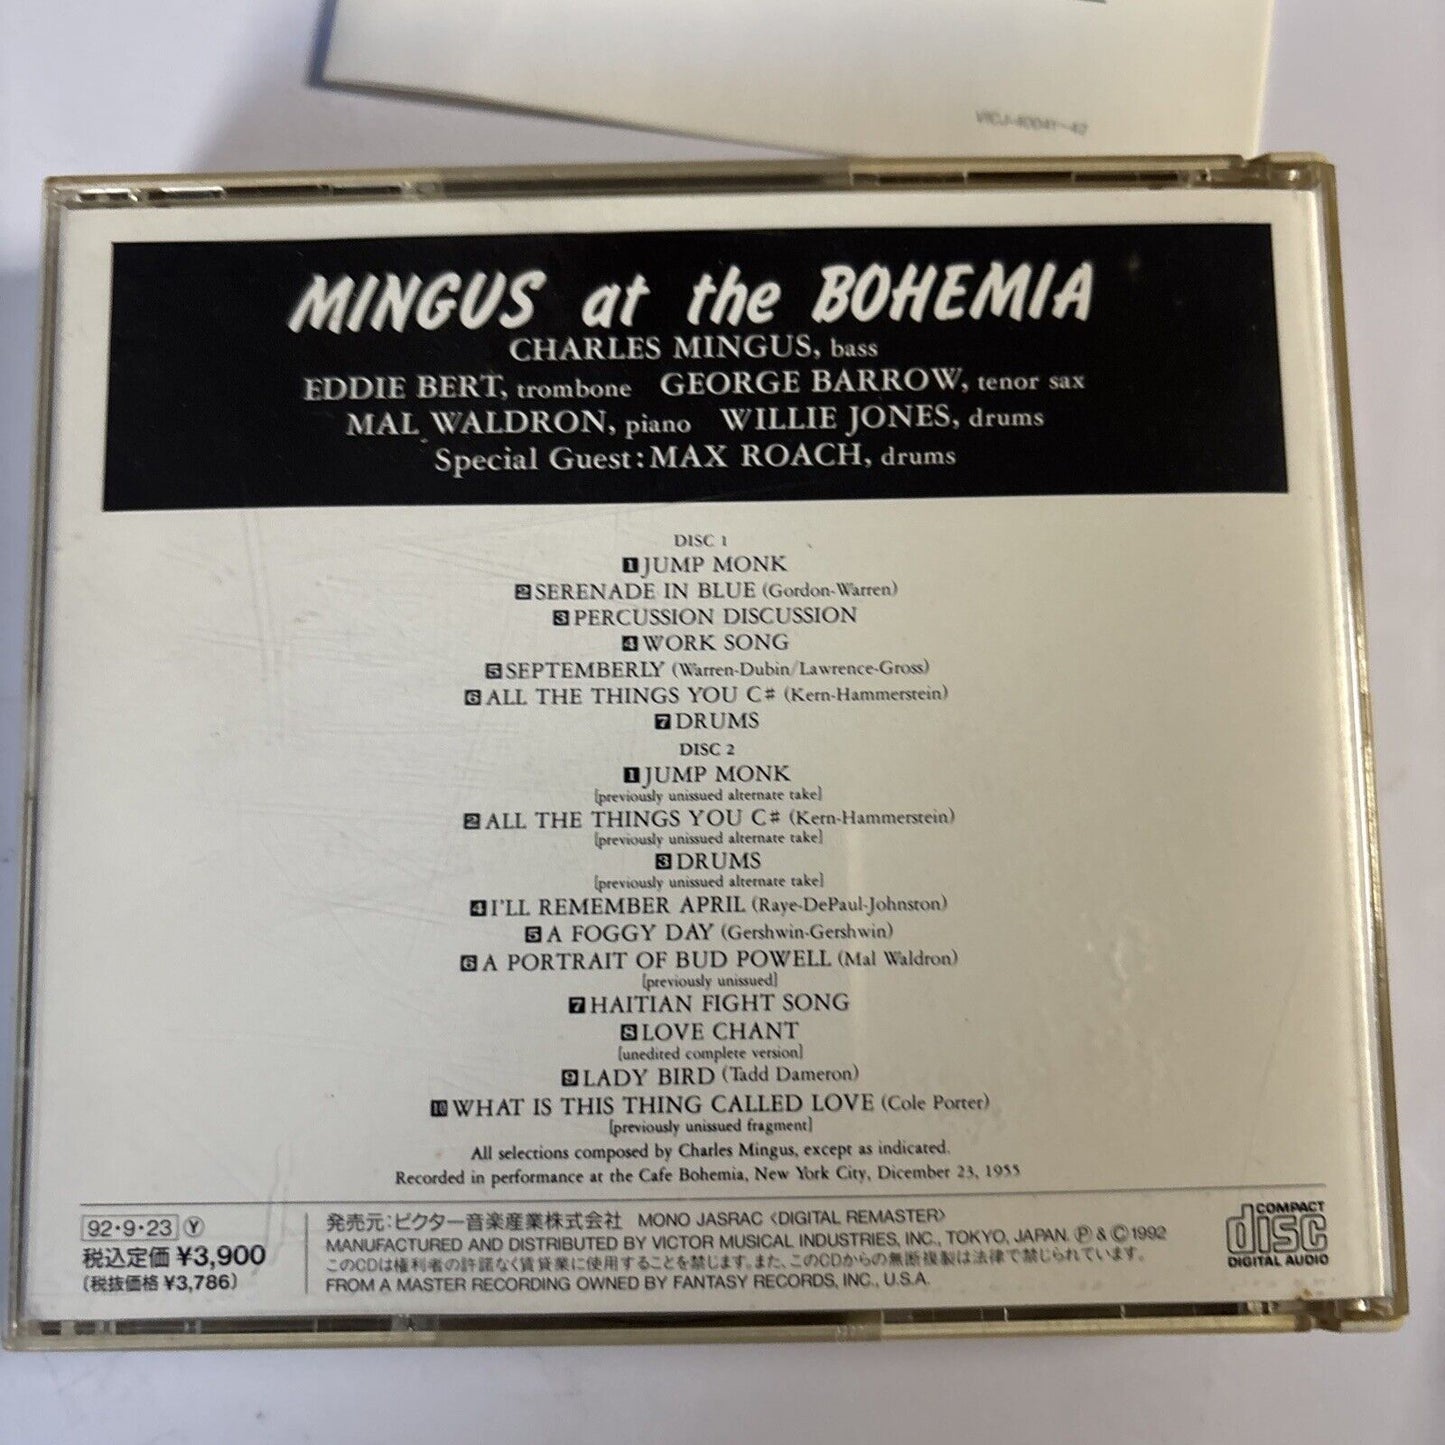 VICJ-40041~42
MINGUS at the BOHEMIA
CHARLES MINGUS, bass
EDDIE BERT, trombone GEORGE BARROW, tenor sax
MAL WALDRON, piano WILLIE JONES, drums
Special Guest: MAX ROACH, drums
DISC 1
1 JUMP MONK
2 SERENADE IN BLUE (Gordon-Warren)
3 PERCUSSION DISCUSSION
4 WORK SONG
5 SEPTEMBERLY (Warren-Dubin/Lawrence-Gross)
6 ALL THE THINGS YOU C# (Kern-Hammerstein)
7 DRUMS
DISC 2
1 JUMP MONK
[previously unissued alternate take]
2 ALL THE THINGS YOU C# (Kern-Hammerstein)
[previously unissued alternate take]
3 DRUMS
[previously unissued alternate take]
4 I'LL REMEMBER APRIL (Raye-DePaul-Johnston)
5 A FOGGY DAY (Gershwin-Gershwin)
6 A PORTRAIT OF BUD POWELL (Mal Waldron)
[previously unissued]
7 HAITIAN FIGHT SONG
8 LOVE CHANT
[unedited complete version]
9 LADY BIRD (Tadd Dameron)
10 WHAT IS THIS THING CALLED LOVE (Cole Porter)
[previously unissued fragment]
All selections composed by Charles Mingus, except as indicated.
Recorded in performance at the Cafe Bohemia, New York City, Dicember 23, 1955
92・9・23 Ⓨ
税込定価 ¥3,900
(税抜価格 ¥3,786)
発売元:ビクター音楽産業株式会社 MONO JASRAC <DIGITAL REMASTER>
MANUFACTURED AND DISTRIBUTED BY VICTOR MUSICAL INDUSTRIES, INC., TOKYO, JAPAN. Ⓟ & Ⓒ 1992
このCDは権利者の許諾なく賃貸業に使用することを禁じます。また、このCDからの無断複製は法律で禁じられています。
FROM A MASTER RECORDING OWNED BY FANTASY RECORDS, INC., U.S.A.
COMPACT
disc
DIGITAL AUDIO